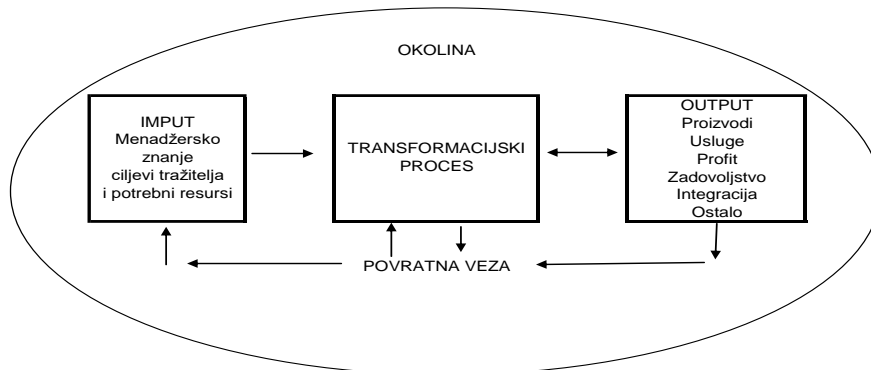 OKOLINA
IMPUT
Menadžersko
znanje
ciljevi tražitelja
i potrebni resursi
TRANSFORMACIJSKI
PROCES
OUTPUT
Proizvodi
Usluge
Profit
Zadovoljstvo
Integracija
Ostalo
POVRATNA VEZA